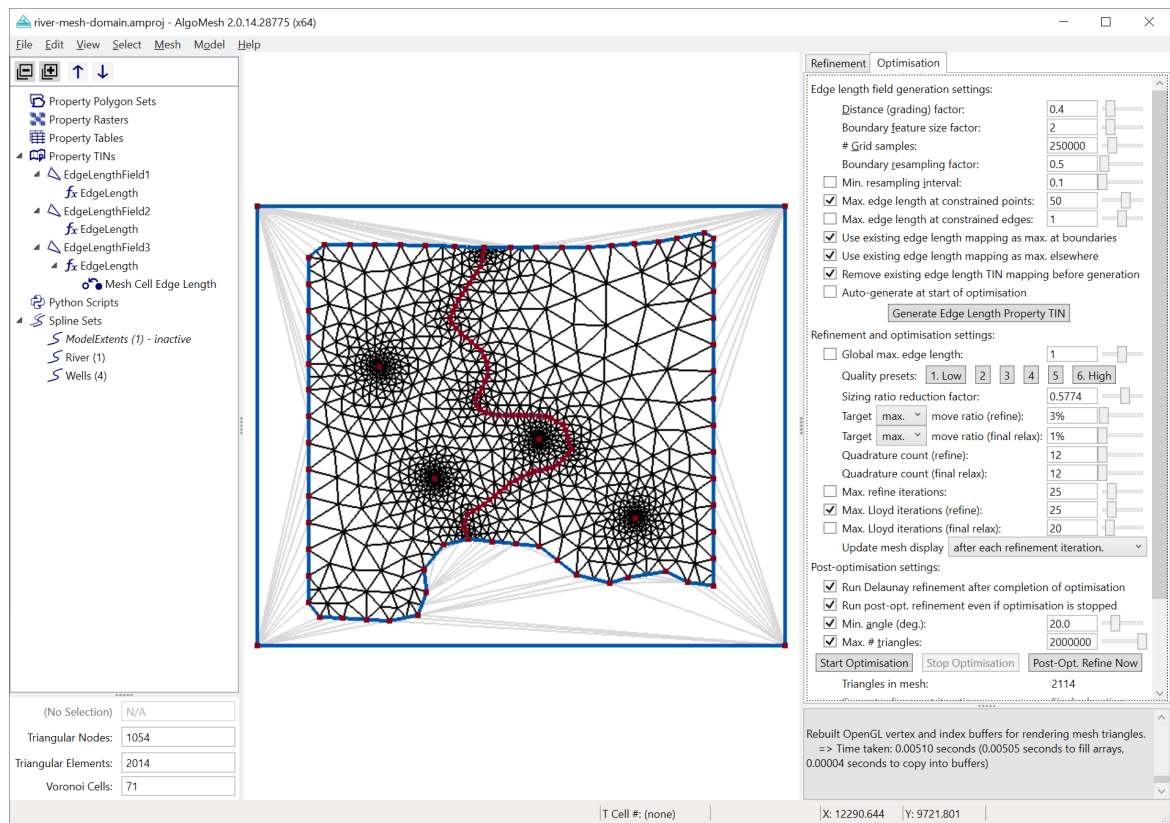 river-mesh-domain.amproj - AlgoMesh 2.0.14.28775 (x64)
File Edit View Select Mesh Model Help
Property Polygon Sets
Property Rasters
Property Tables
Property TINs
EdgeLengthField1
fx EdgeLength
EdgeLengthField2
fx EdgeLength
EdgeLengthField3
fx EdgeLength
Mesh Cell Edge Length
Python Scripts
Spline Sets
ModelExtents (1) - inactive
River (1)
Wells (4)
(No Selection) N/A
Triangular Nodes: 1054
Triangular Elements: 2014
Voronoi Cells: 71
Refinement Optimisation
Edge length field generation settings:
Distance (grading) factor: 0.4
Boundary feature size factor: 2
# Grid samples: 250000
Boundary resampling factor: 0.5
Min. resampling interval: 0.1
Max. edge length at constrained points: 50
Max. edge length at constrained edges: 1
Use existing edge length mapping as max. at boundaries
Use existing edge length mapping as max. elsewhere
Remove existing edge length TIN mapping before generation
Auto-generate at start of optimisation
Generate Edge Length Property TIN
Refinement and optimisation settings:
Global max. edge length: 1
Quality presets: 1. Low 2 3 4 5 6. High
Sizing ratio reduction factor: 0.5774
Target max. move ratio (refine): 3%
Target max. move ratio (final relax): 1%
Quadrature count (refine): 12
Quadrature count (final relax): 12
Max. refine iterations: 25
Max. Lloyd iterations (refine): 25
Max. Lloyd iterations (final relax): 20
Update mesh display after each refinement iteration.
Post-optimisation settings:
Run Delaunay refinement after completion of optimisation
Run post-opt. refinement even if optimisation is stopped
Min. angle (deg.): 20.0
Max. # triangles: 2000000
Start Optimisation Stop Optimisation Post-Opt. Refine Now
Triangles in mesh: 2114
Rebuilt OpenGL vertex and index buffers for rendering mesh triangles.
=> Time taken: 0.00510 seconds (0.00505 seconds to fill arrays,
0.00004 seconds to copy into buffers)
T Cell #: (none) X: 12290.644 Y: 9721.801